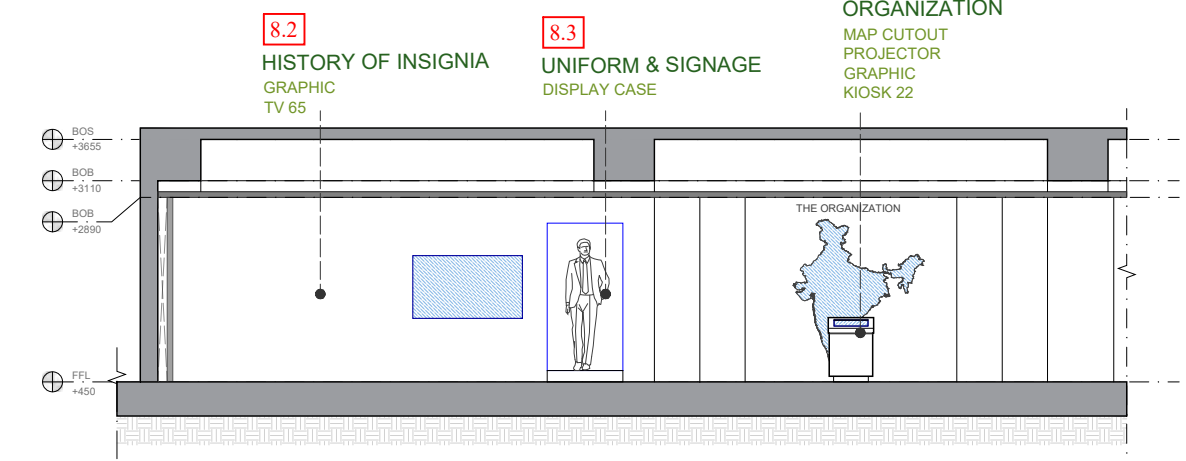 8.2
HISTORY OF INSIGNIA
GRAPHIC
TV 65
8.3
UNIFORM & SIGNAGE
DISPLAY CASE
ORGANIZATION
MAP CUTOUT
PROJECTOR
GRAPHIC
KIOSK 22
BOS
+3655
BOB
+3110
BOB
+2890
THE ORGANIZATION
FFL
+450